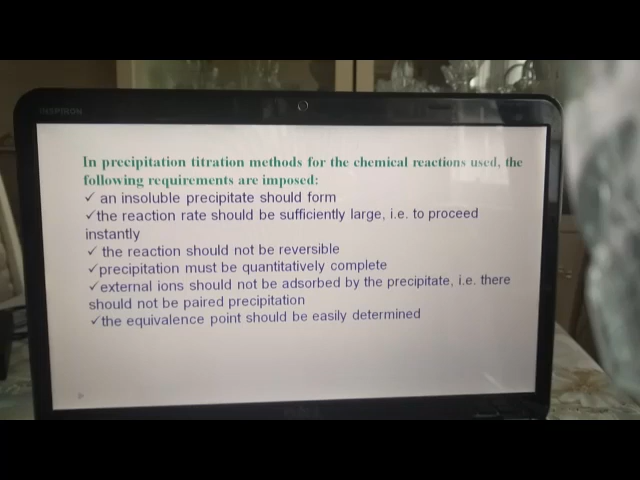 INSPIRON
In precipitation titration methods for the chemical reactions used, the
following requirements are imposed:
✓ an insoluble precipitate should form
✓the reaction rate should be sufficiently large, i.e. to proceed
instantly
✓ the reaction should not be reversible
✓precipitation must be quantitatively complete
✓external ions should not be adsorbed by the precipitate, i.e. there
should not be paired precipitation
✓the equivalence point should be easily determined